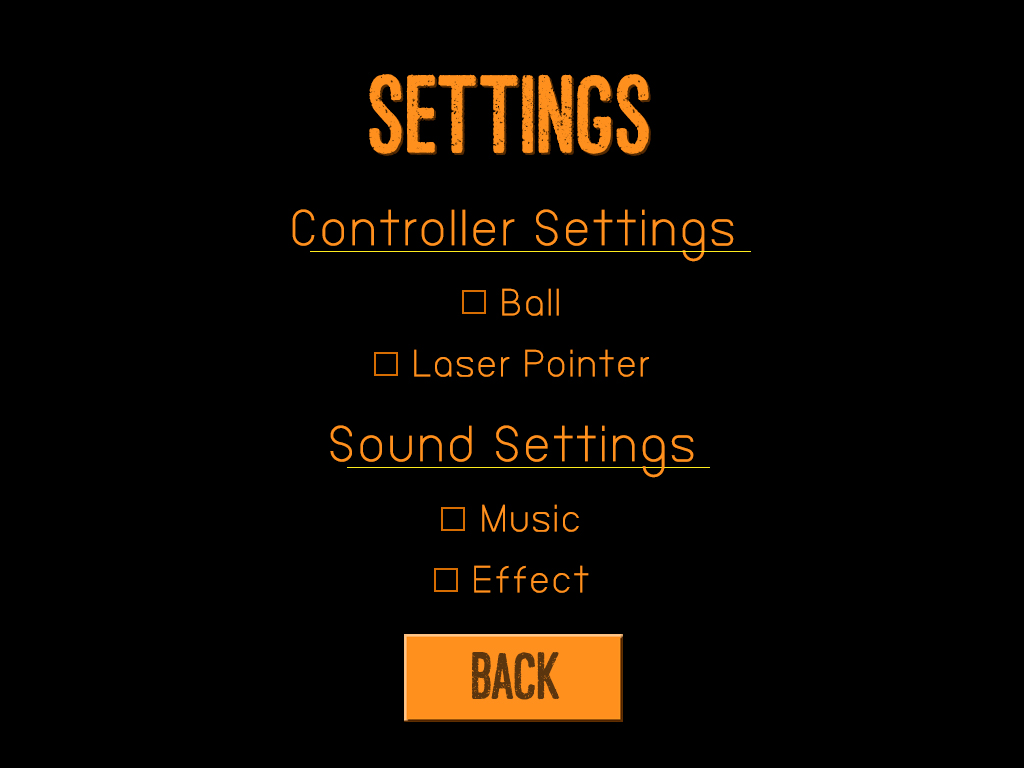 SETTINGS
Controller Settings
Ball
Laser Pointer
Sound Settings
Music
Effect
BACK